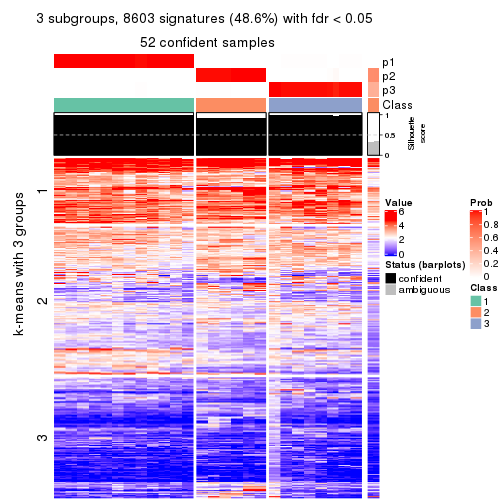 3 subgroups, 8603 signatures (48.6%) with fdr < 0.05
52 confident samples
p1
p2
p3
Class
1
0.5
0
Silhouette
score
k-means with 3 groups
1
2
3
Value
6
4
2
0
Status (barplots)
confident
ambiguous
Prob
1
0.8
0.6
0.4
0.2
0
Class
1
2
3